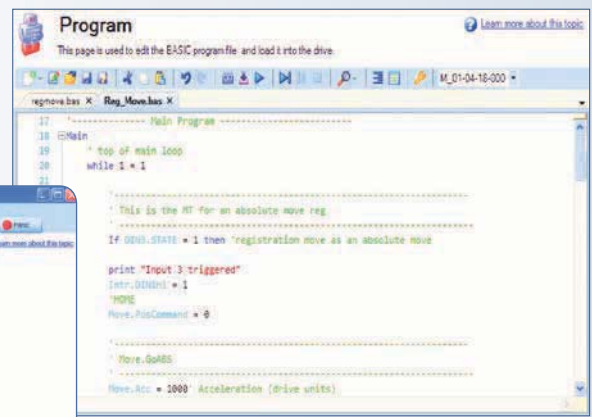 Program
Learn more about this topic
This page is used to edit the BASIC program file and load it into the drive.
M_01-04-18-000
regmove.bas X Reg_Move.bas X
17 '-------------- Main Program --------------------------
18 Main
19 ' top of main loop
20 while 1 = 1
21
'--------------------------------------------------------------
' This is the MT for an absolute move reg
'--------------------------------------------------------------
If DIN3.STATE = 1 then 'registration move as an absolute move
print "Input 3 triggered"
= 1
'HOME
Move.PosCommand = 0
'--------------------------------------------------------------
' Move.GoABS
'--------------------------------------------------------------
Move.Acc = 1000' Acceleration (drive units)
Learn more about this topic